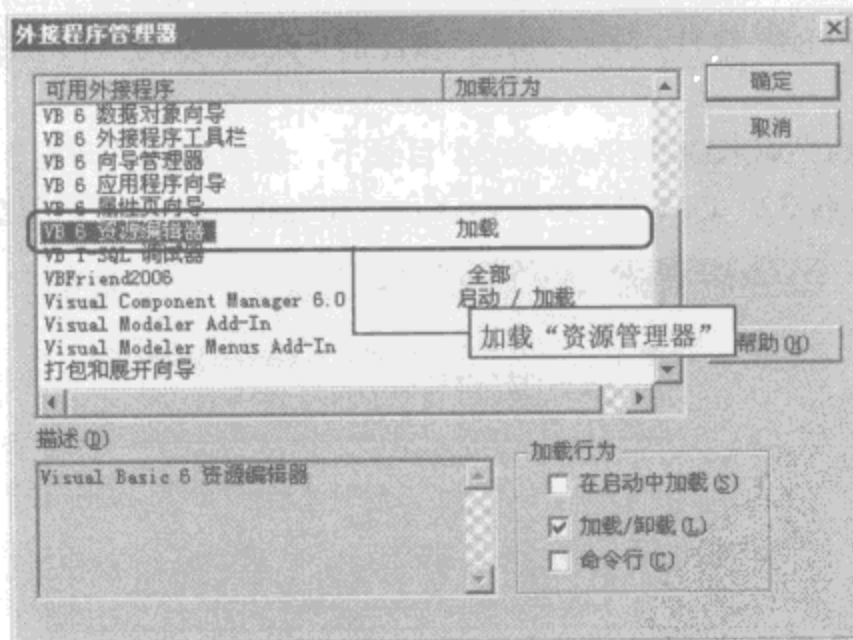 外接程序管理器
可用外接程序 加载行为
确定
VB 6 数据对象向导
VB 6 外接程序工具栏
取消
VB 6 向导管理器
VB 6 应用程序向导
VB 6 属性页向导
VB 6 资源编辑器 加载
VB T-SQL 调试器
VBFriend2006 全部
Visual Component Manager 6.0 启动 / 加载
Visual Modeler Add-In
加载“资源管理器”
Visual Modeler Menus Add-In
帮助(H)
打包和展开向导
描述(D)
加载行为
Visual Basic 6 资源编辑器
在启动中加载(S)
加载/卸载(L)
命令行(C)